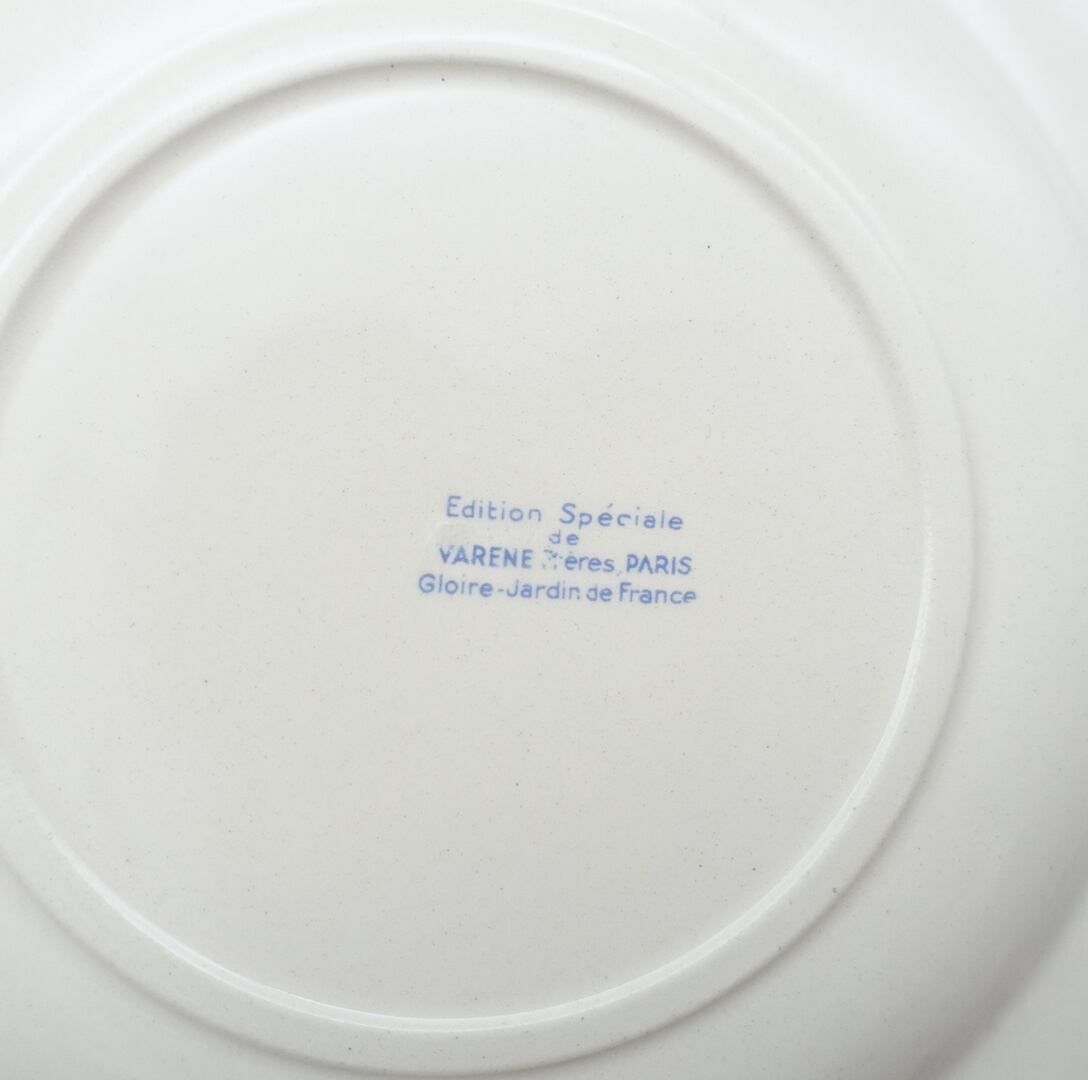 Edition Spéciale
de
VARENE Frères, PARIS
Gloire-Jardin de France